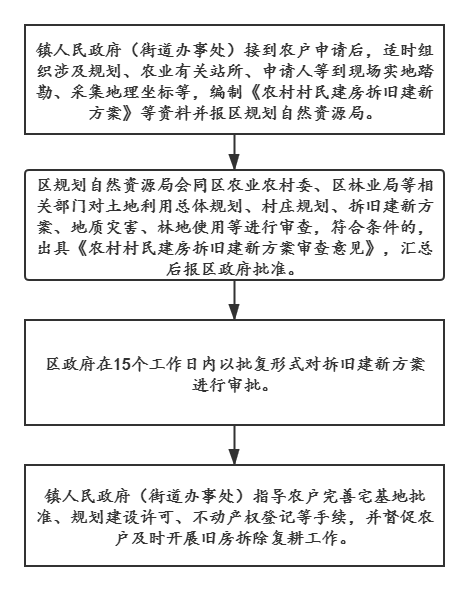 镇人民政府（街道办事处）接到农户申请后，适时组
织涉及规划、农业有关站所、申请人等到现场实地踏
勘、采集地理坐标等，编制《农村村民建房拆旧建新
方案》等资料并报区规划自然资源局。
区规划自然资源局会同区农业农村委、区林业局等相
关部门对土地利用总体规划、村庄规划、拆旧建新方
案、地质灾害、林地使用等进行审查，符合条件的，
出具《农村村民建房拆旧建新方案审查意见》，汇总
后报区政府批准。
区政府在15个工作日内以批复形式对拆旧建新方案
进行审批。
镇人民政府（街道办事处）指导农户完善宅基地批
准、规划建设许可、不动产权登记等手续，并督促农
户及时开展旧房拆除复耕工作。